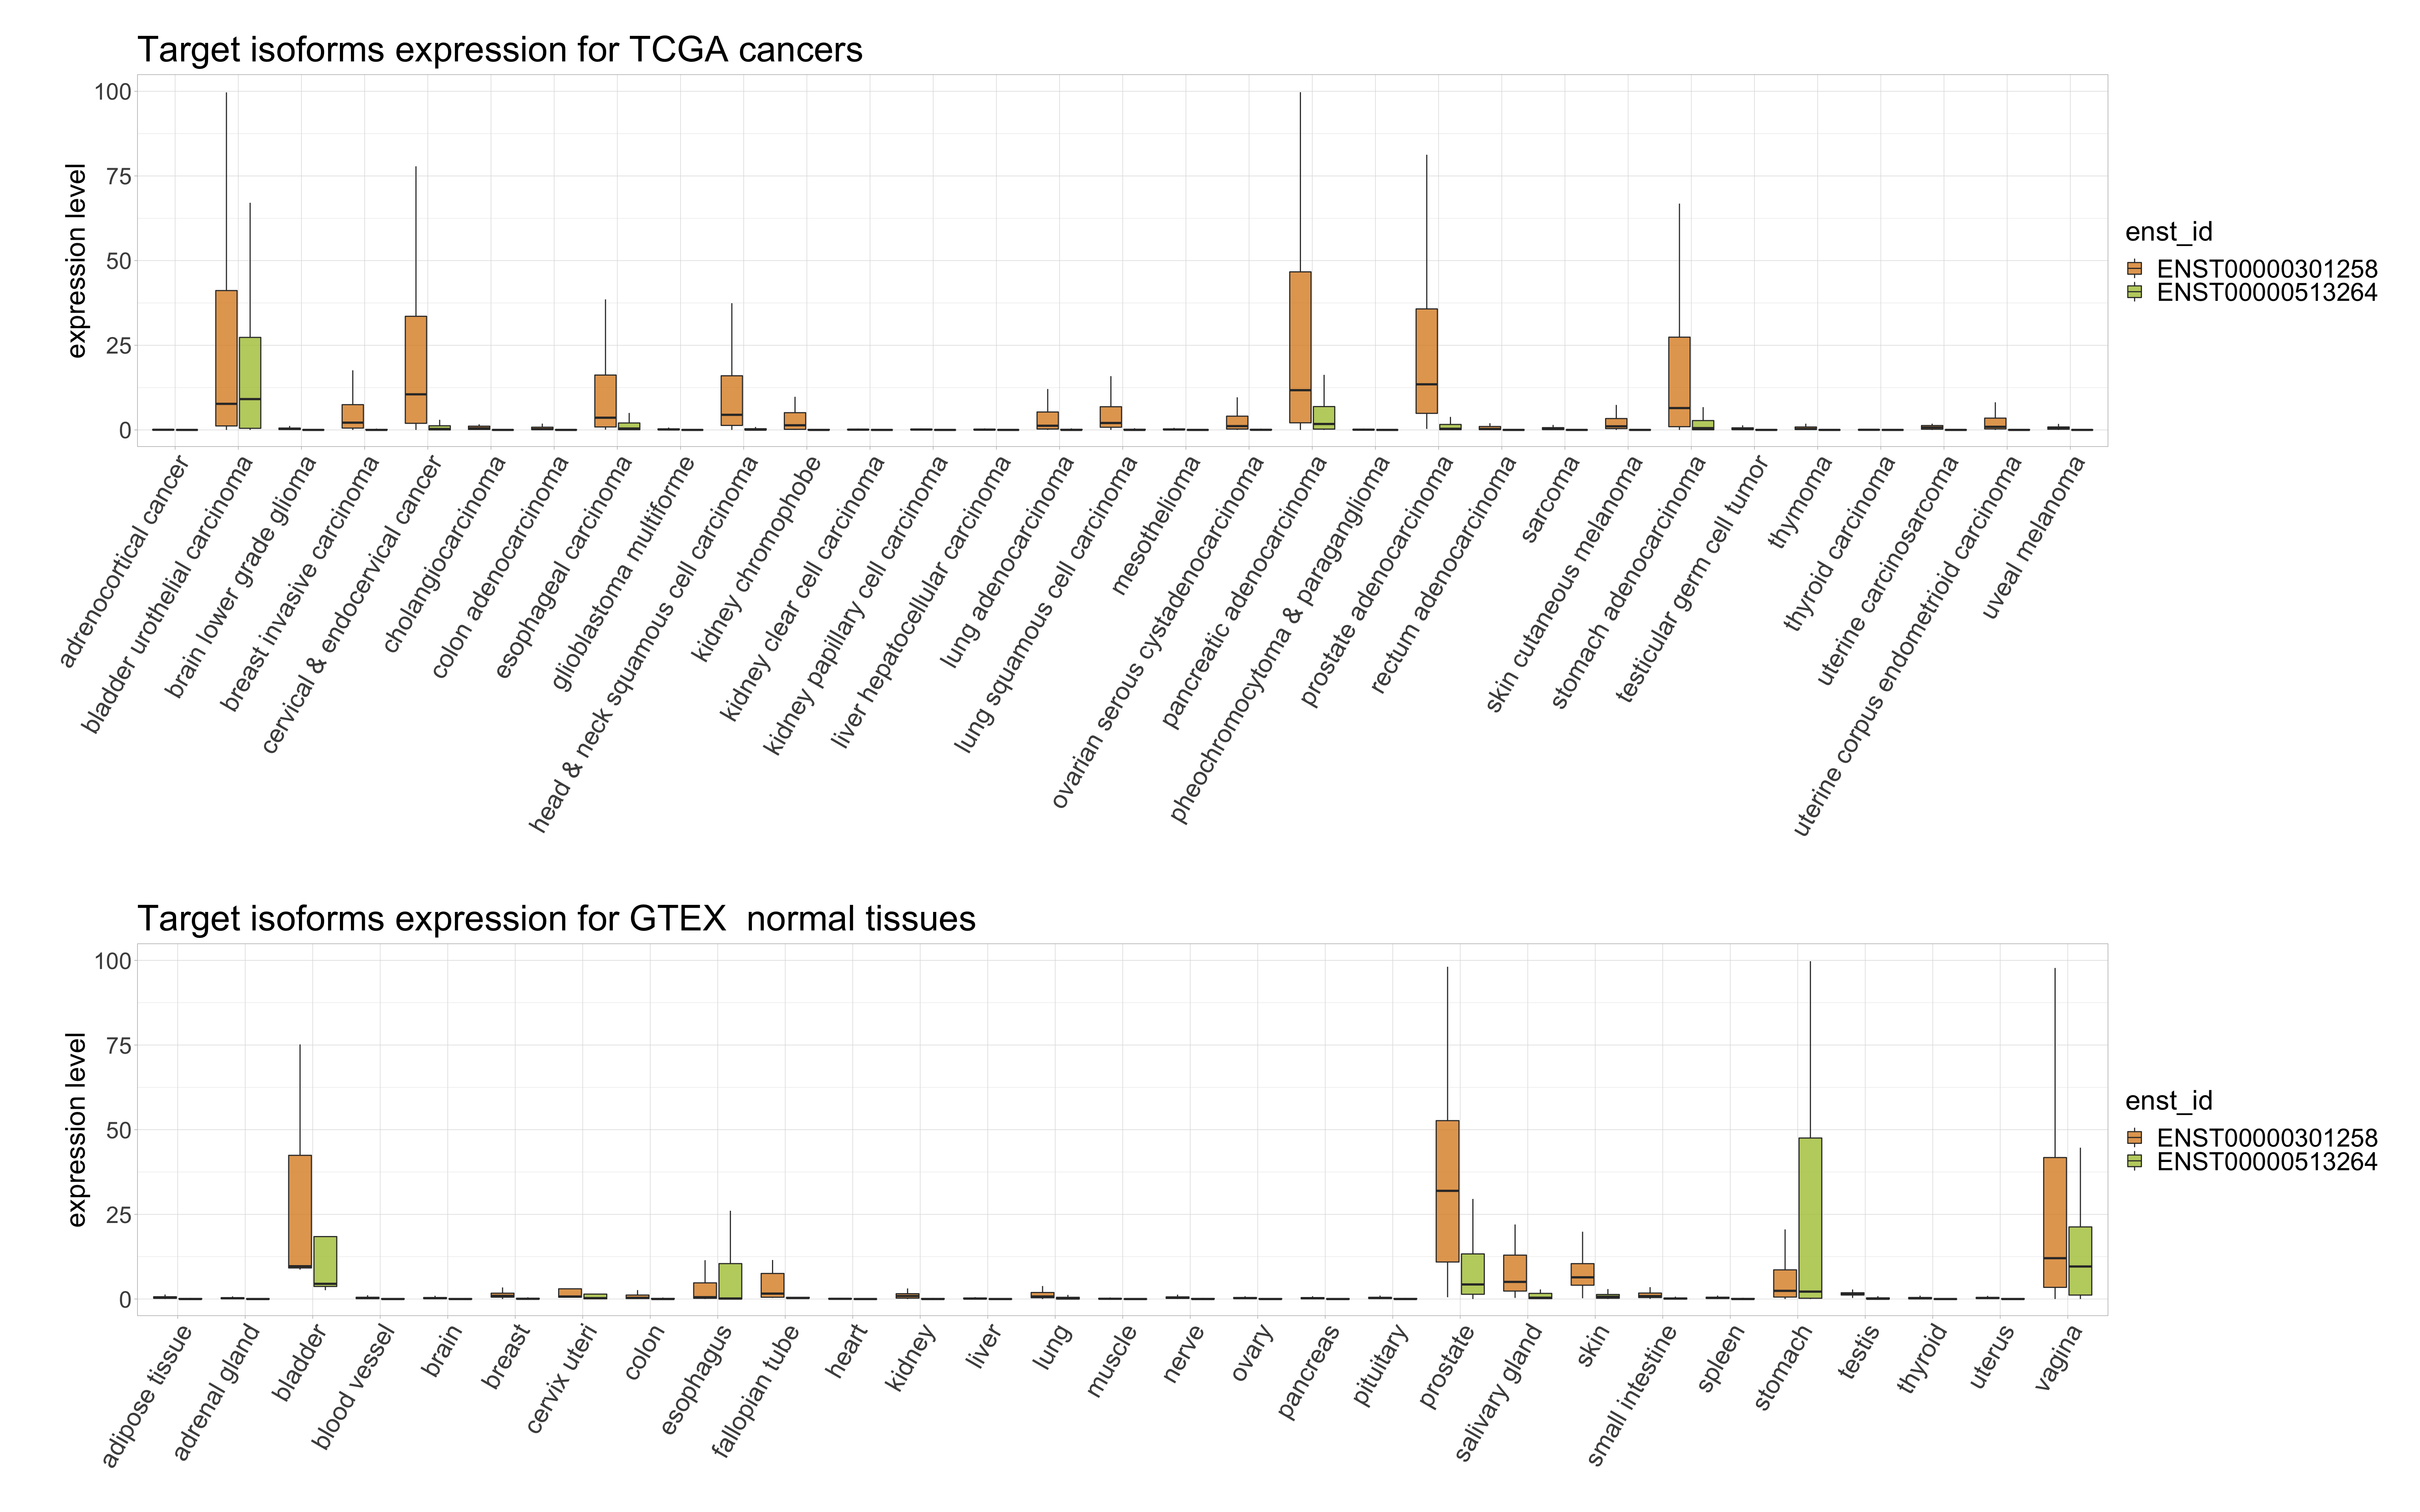 Target isoforms expression for TCGA cancers
expression level
100
75
50
25
0
adrenocortical cancer
bladder urothelial carcinoma
brain lower grade glioma
breast invasive carcinoma
cervical & endocervical cancer
cholangiocarcinoma
colon adenocarcinoma
esophageal carcinoma
glioblastoma multiforme
head & neck squamous cell carcinoma
kidney chromophobe
kidney clear cell carcinoma
kidney papillary cell carcinoma
liver hepatocellular carcinoma
lung adenocarcinoma
lung squamous cell carcinoma
mesothelioma
ovarian serous cystadenocarcinoma
pancreatic adenocarcinoma
pheochromocytoma & paraganglioma
prostate adenocarcinoma
rectum adenocarcinoma
sarcoma
skin cutaneous melanoma
stomach adenocarcinoma
testicular germ cell tumor
thymoma
thyroid carcinoma
uterine carcinosarcoma
uterine corpus endometrioid carcinoma
uveal melanoma
enst_id
ENST00000301258
ENST00000513264
Target isoforms expression for GTEX  normal tissues
expression level
100
75
50
25
0
adipose tissue
adrenal gland
bladder
blood vessel
brain
breast
cervix uteri
colon
esophagus
fallopian tube
heart
kidney
liver
lung
muscle
nerve
ovary
pancreas
pituitary
prostate
salivary gland
skin
small intestine
spleen
stomach
testis
thyroid
uterus
vagina
enst_id
ENST00000301258
ENST00000513264